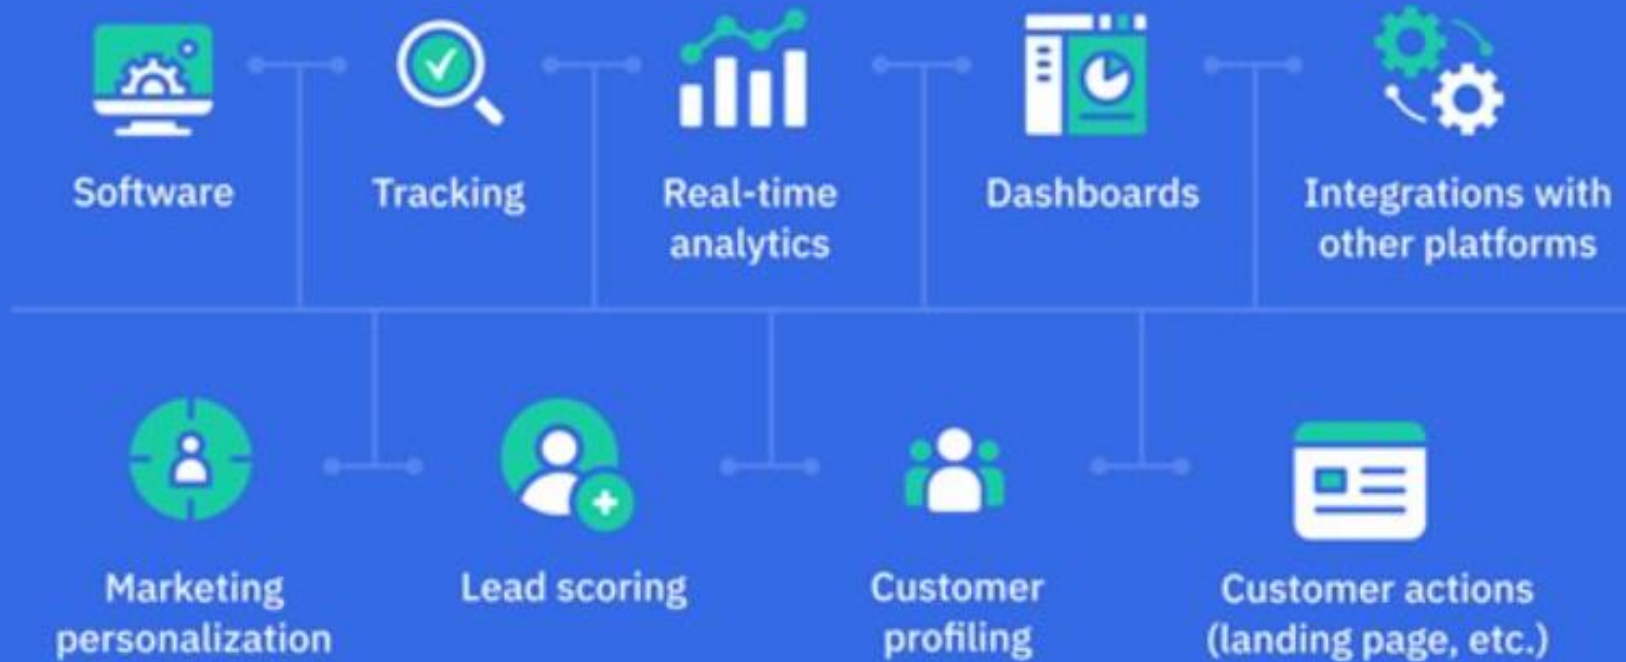 Software
Tracking
Real-time
analytics
Dashboards
Integrations with
other platforms
Marketing
personalization
Lead scoring
Customer
profiling
Customer actions
(landing page, etc.)